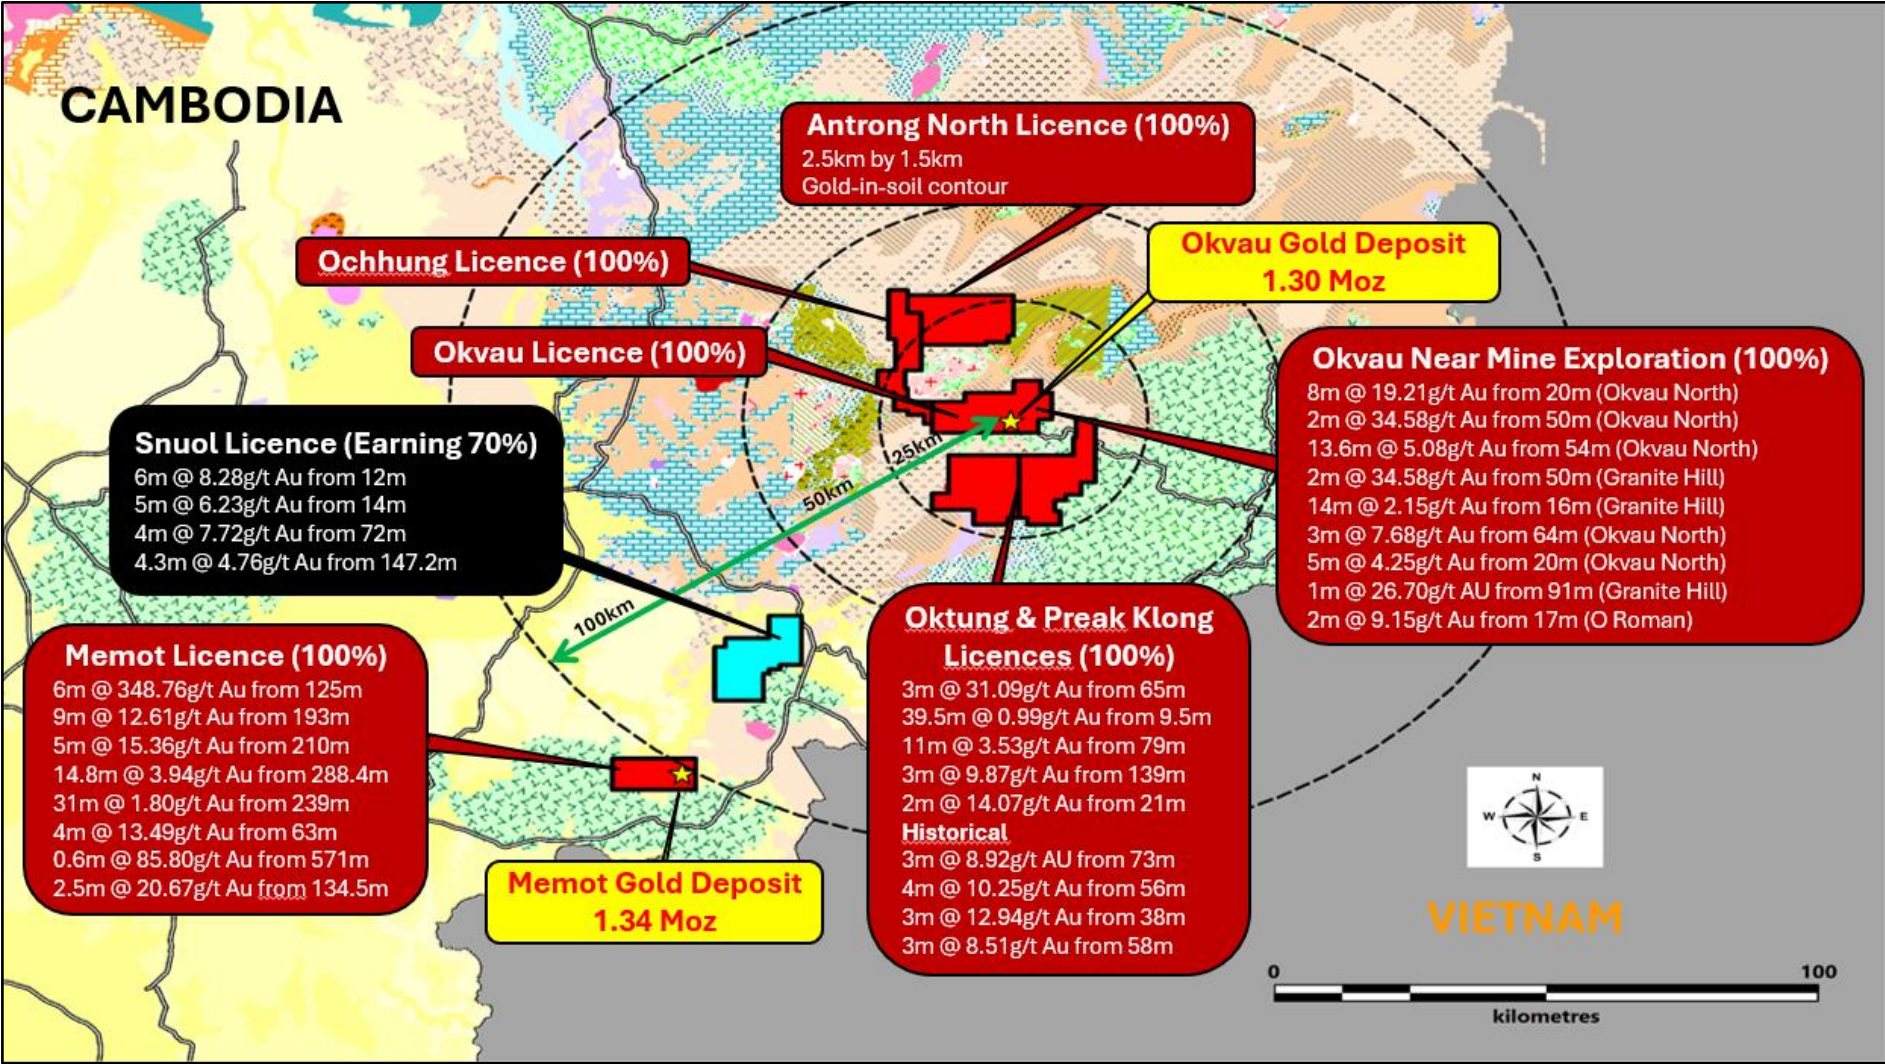 CAMBODIA
Antrong North Licence (100%)
2.5km by 1.5km
Gold-in-soil contour
Okvau Gold Deposit
1.30 Moz
Ochhung Licence (100%)
Okvau Licence (100%)
Okvau Near Mine Exploration (100%)
8m @ 19.21g/t Au from 20m (Okvau North)
2m @ 34.58g/t Au from 50m (Okvau North)
13.6m @ 5.08g/t Au from 54m (Okvau North)
2m @ 34.58g/t Au from 50m (Granite Hill)
14m @ 2.15g/t Au from 16m (Granite Hill)
3m @ 7.68g/t Au from 64m (Okvau North)
5m @ 4.25g/t Au from 20m (Okvau North)
1m @ 26.70g/t AU from 91m (Granite Hill)
2m @ 9.15g/t Au from 17m (O Roman)
Snuol Licence (Earning 70%)
6m @ 8.28g/t Au from 12m
5m @ 6.23g/t Au from 14m
4m @ 7.72g/t Au from 72m
4.3m @ 4.76g/t Au from 147.2m
25km
50km
100km
Memot Licence (100%)
6m @ 348.76g/t Au from 125m
9m @ 12.61g/t Au from 193m
5m @ 15.36g/t Au from 210m
14.8m @ 3.94g/t Au from 288.4m
31m @ 1.80g/t Au from 239m
4m @ 13.49g/t Au from 63m
0.6m @ 85.80g/t Au from 571m
2.5m @ 20.67g/t Au from 134.5m
Memot Gold Deposit
1.34 Moz
Oktung & Preak Klong
Licences (100%)
3m @ 31.09g/t Au from 65m
39.5m @ 0.99g/t Au from 9.5m
11m @ 3.53g/t Au from 79m
3m @ 9.87g/t Au from 139m
2m @ 14.07g/t Au from 21m
Historical
3m @ 8.92g/t AU from 73m
4m @ 10.25g/t Au from 56m
3m @ 12.94g/t Au from 38m
3m @ 8.51g/t Au from 58m
N
W E
S
VIETNAM
0 100
kilometres